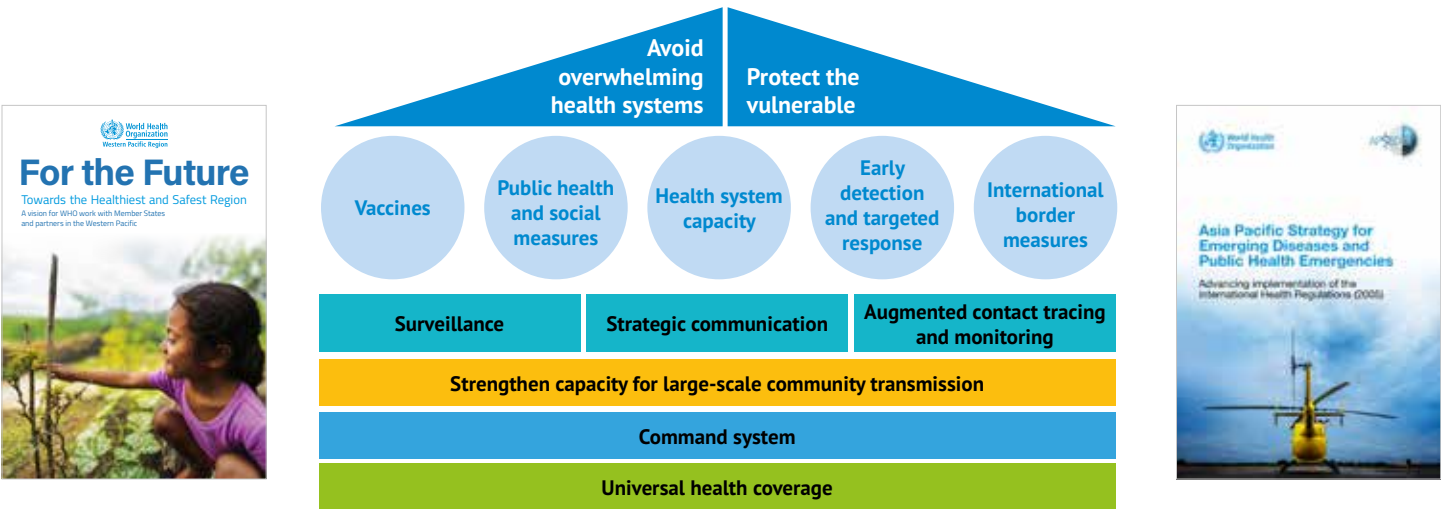 World Health
Organization
Western Pacific Region
For the Future
Towards the Healthiest and Safest Region
A vision for WHO work with Member States
and partners in the Western Pacific
Avoid
overwhelming
health systems
Protect the
vulnerable
Vaccines
Public health
and social
measures
Health system
capacity
Early
detection
and targeted
response
International
border
measures
Surveillance
Strategic communication
Augmented contact tracing
and monitoring
Strengthen capacity for large-scale community transmission
Command system
Universal health coverage
World Health
Organization
Asia Pacific Strategy for
Emerging Diseases and
Public Health Emergencies
Advancing implementation of the
International Health Regulations (2005)